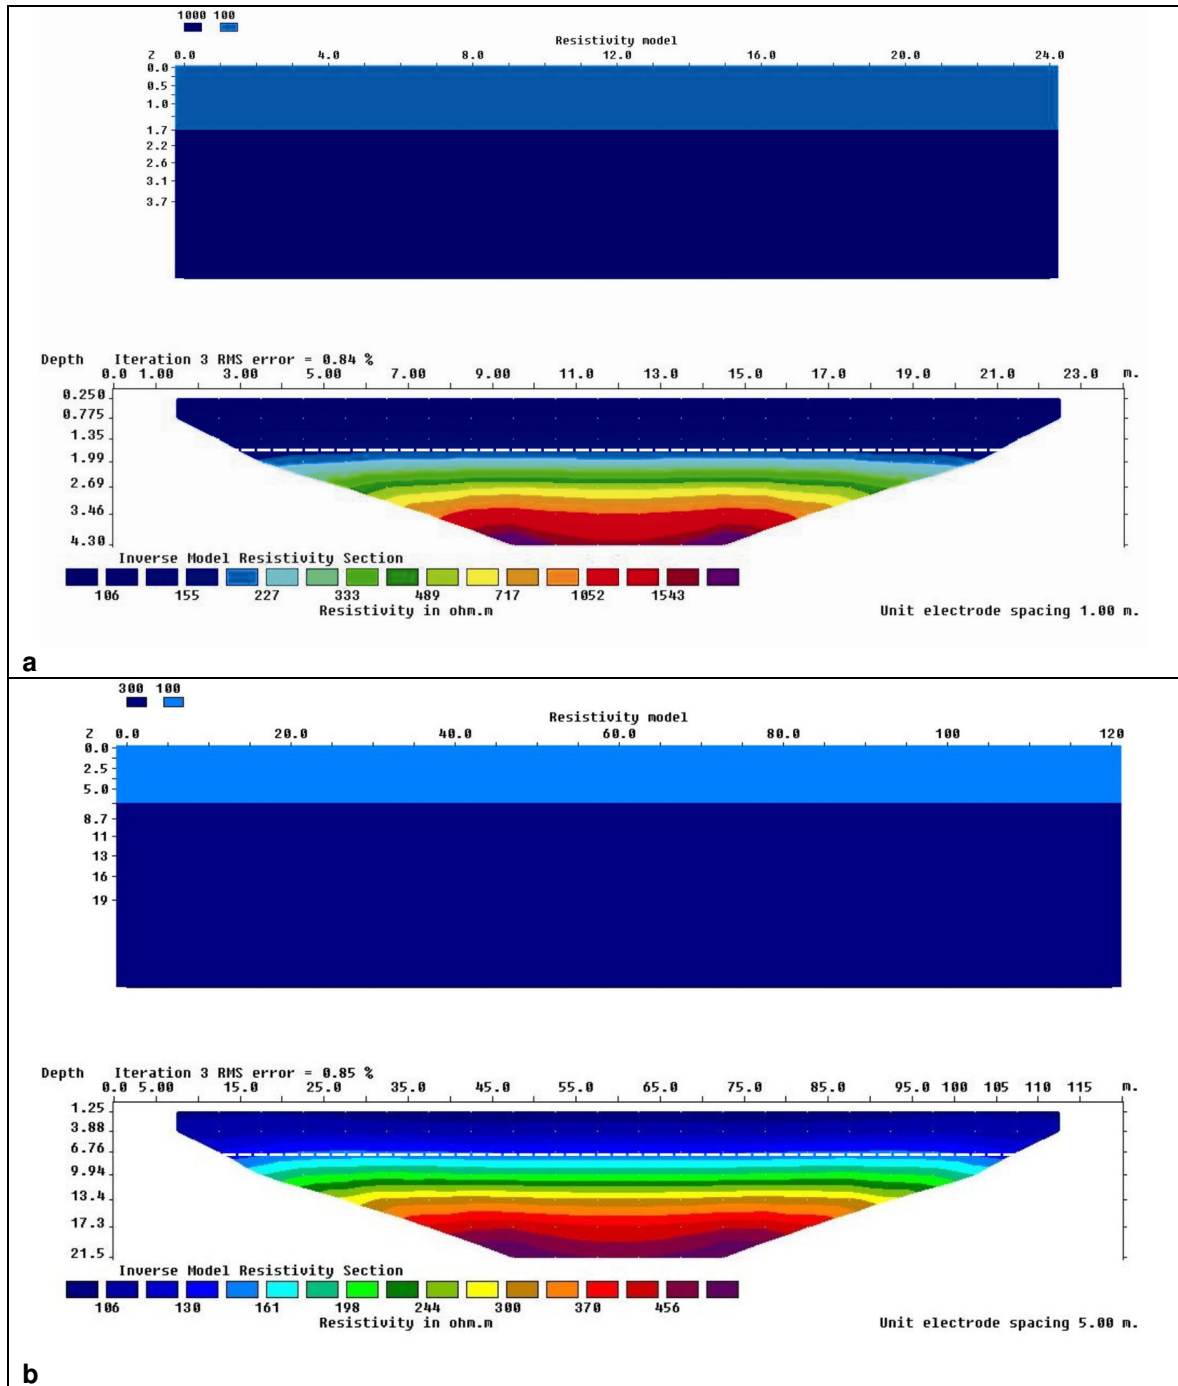 1000 100
Resistivity model
Z 0.0 4.0 8.0 12.0 16.0 20.0 24.0
0.0
0.5
1.0
1.7
2.2
2.6
3.1
3.7
Depth Iteration 3 RMS error = 0.84 %
0.0 1.00 3.00 5.00 7.00 9.00 11.0 13.0 15.0 17.0 19.0 21.0 23.0 m.
0.250
0.775
1.35
1.99
2.69
3.46
4.30
Inverse Model Resistivity Section
106 155 227 333 489 717 1052 1543
Resistivity in ohm.m Unit electrode spacing 1.00 m.
a
300 100
Resistivity model
Z 0.0 20.0 40.0 60.0 80.0 100 120
0.0
2.5
5.0
8.7
11
13
16
19
Depth Iteration 3 RMS error = 0.85 %
0.0 5.00 15.0 25.0 35.0 45.0 55.0 65.0 75.0 85.0 95.0 100 105 110 115 m.
1.25
3.88
6.76
9.94
13.4
17.3
21.5
Inverse Model Resistivity Section
106 130 161 198 244 300 370 456
Resistivity in ohm.m Unit electrode spacing 5.00 m.
b